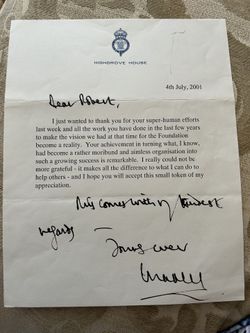 HIGHGROVE HOUSE
4th July, 2001
Dear Robert,
I just wanted to thank you for your super-human efforts
last week and all the work you have done in the last few years
to make the vision we had at that time for the Foundation
become a reality. Your achievement in turning what, I know,
had become a rather moribund and aimless organisation into
such a growing success is remarkable. I really could not be
more grateful - it makes all the difference to what I can do to
help others - and I hope you will accept this small token of my
appreciation.
This comes with my kindest
regards
Yours ever
Charles